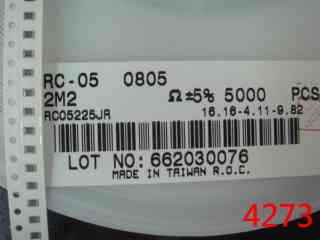 RC-05 0805
2M2 Ω ±5% 5000 PCS
RC05225JR 16.16-4.11-9.82
LOT NO: 662030076
MADE IN TAIWAN R.O.C.
4273